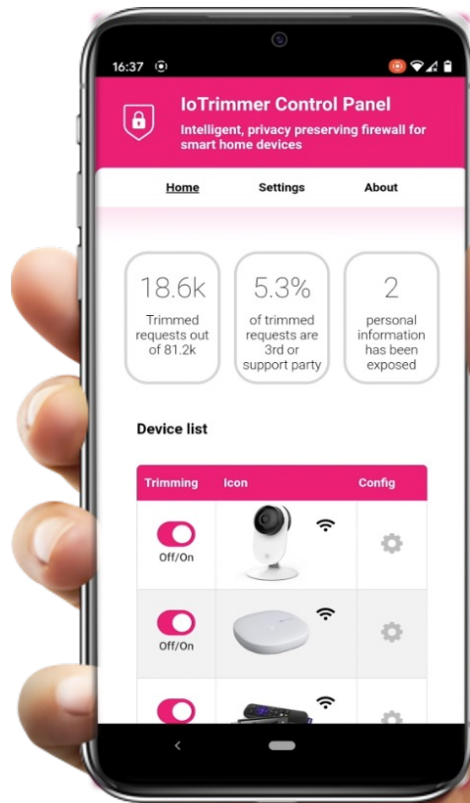 16:37
IoTrimmer Control Panel
Intelligent, privacy preserving firewall for
smart home devices
Home Settings About
18.6k 5.3% 2
Trimmed
requests out
of 81.2k
of trimmed
requests are
3rd or
support party
personal
information
has been
exposed
Device list
Trimming Icon Config
Off/On
Off/On